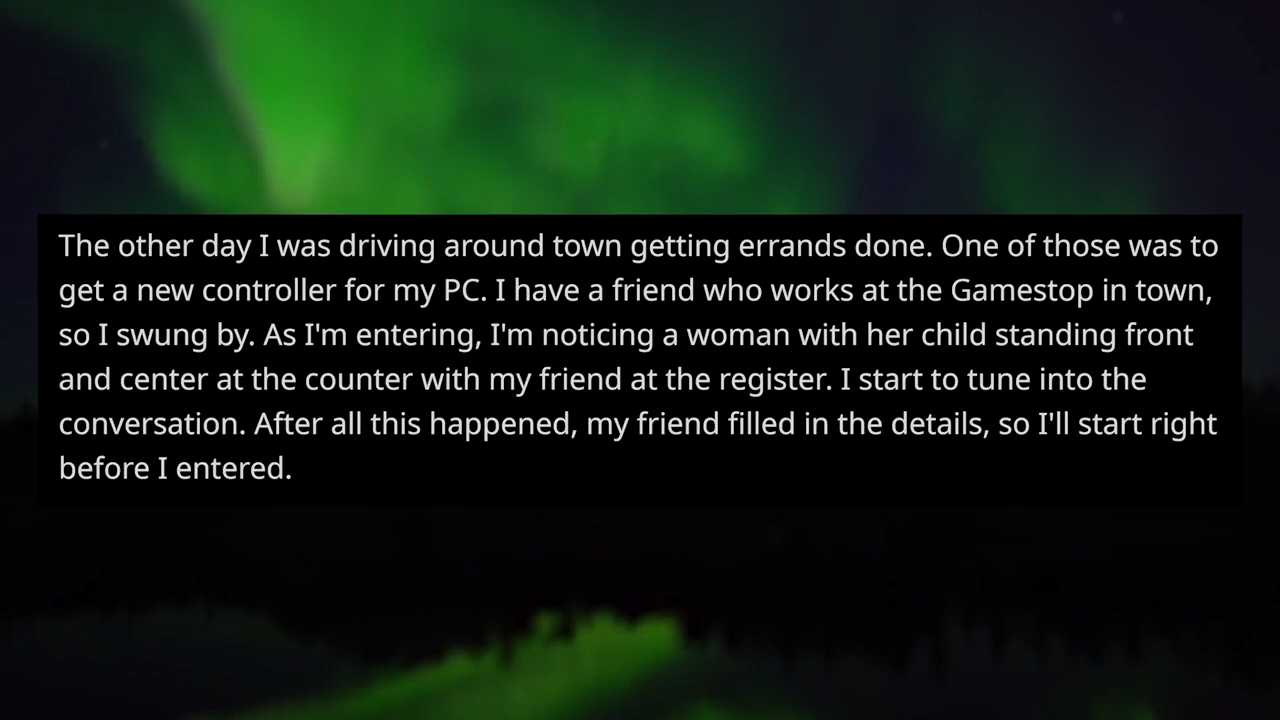 The other day I was driving around town getting errands done. One of those was to
get a new controller for my PC. I have a friend who works at the Gamestop in town,
so I swung by. As I'm entering, I'm noticing a woman with her child standing front
and center at the counter with my friend at the register. I start to tune into the
conversation. After all this happened, my friend filled in the details, so I'll start right
before I entered.